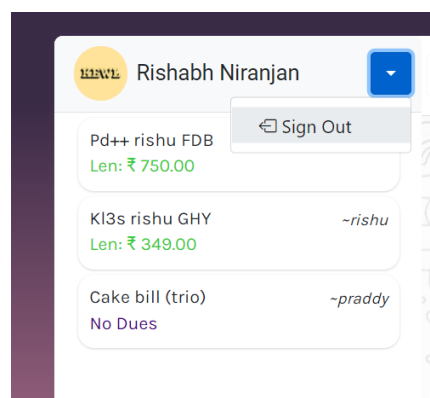 KEWL Rishabh Niranjan
Sign Out
Pd++ rishu FDB
Len: ₹ 750.00
Kl3s rishu GHY ~rishu
Len: ₹ 349.00
Cake bill (trio) ~praddy
No Dues